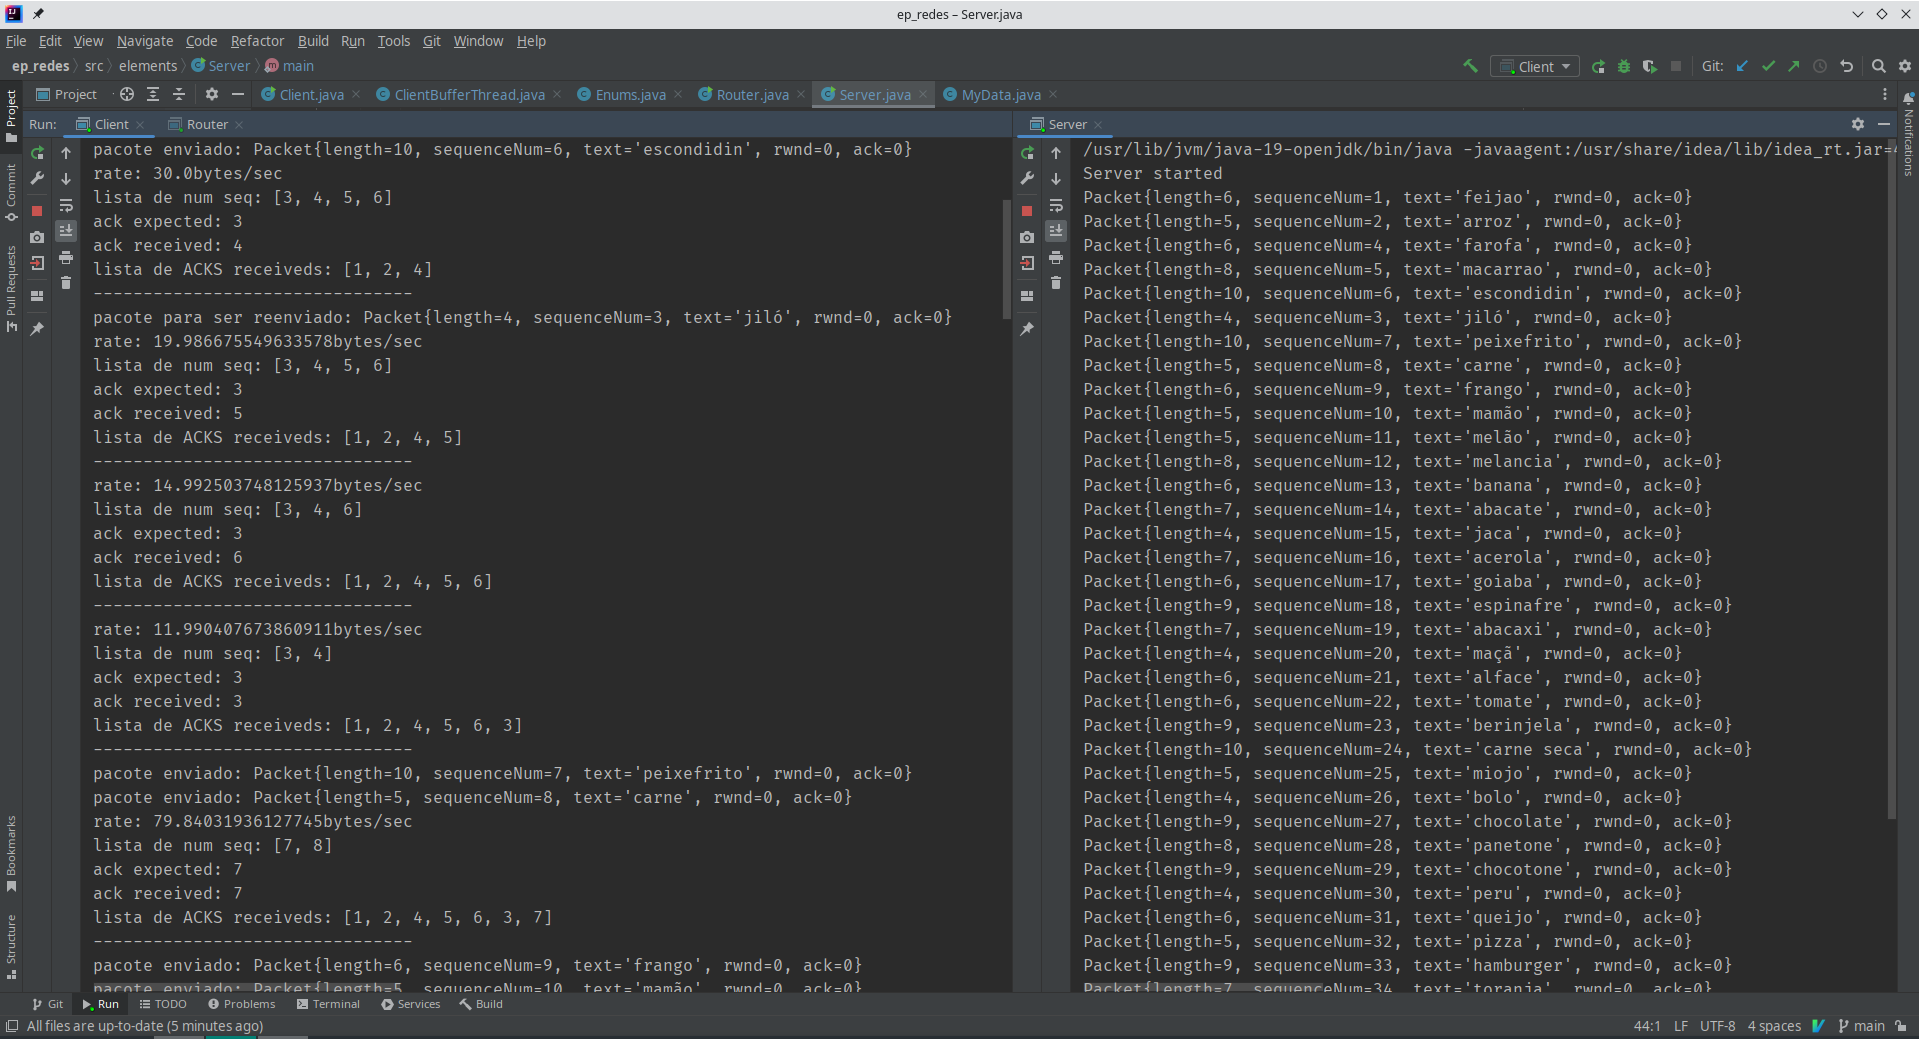 ep_redes – Server.java
File Edit View Navigate Code Refactor Build Run Tools Git Window Help
ep_redes src elements Server main
Client Git:
Project Client.java ClientBufferThread.java Enums.java Router.java Server.java MyData.java
Run: Client Router
pacote enviado: Packet{length=10, sequenceNum=6, text='escondidin', rwnd=0, ack=0}
rate: 30.0bytes/sec
lista de num seq: [3, 4, 5, 6]
ack expected: 3
ack received: 4
lista de ACKS receiveds: [1, 2, 4]
--------------------------------
pacote para ser reenviado: Packet{length=4, sequenceNum=3, text='jiló', rwnd=0, ack=0}
rate: 19.986675549633578bytes/sec
lista de num seq: [3, 4, 5, 6]
ack expected: 3
ack received: 5
lista de ACKS receiveds: [1, 2, 4, 5]
--------------------------------
rate: 14.992503748125937bytes/sec
lista de num seq: [3, 4, 6]
ack expected: 3
ack received: 6
lista de ACKS receiveds: [1, 2, 4, 5, 6]
--------------------------------
rate: 11.990407673860911bytes/sec
lista de num seq: [3, 4]
ack expected: 3
ack received: 3
lista de ACKS receiveds: [1, 2, 4, 5, 6, 3]
--------------------------------
pacote enviado: Packet{length=10, sequenceNum=7, text='peixefrito', rwnd=0, ack=0}
pacote enviado: Packet{length=5, sequenceNum=8, text='carne', rwnd=0, ack=0}
rate: 79.84031936127745bytes/sec
lista de num seq: [7, 8]
ack expected: 7
ack received: 7
lista de ACKS receiveds: [1, 2, 4, 5, 6, 3, 7]
--------------------------------
pacote enviado: Packet{length=6, sequenceNum=9, text='frango', rwnd=0, ack=0}
pacote enviado: Packet{length=5, sequenceNum=10, text='mamão', rwnd=0, ack=0}
Server
/usr/lib/jvm/java-19-openjdk/bin/java -javaagent:/usr/share/idea/lib/idea_rt.jar=4
Server started
Packet{length=6, sequenceNum=1, text='feijao', rwnd=0, ack=0}
Packet{length=5, sequenceNum=2, text='arroz', rwnd=0, ack=0}
Packet{length=6, sequenceNum=4, text='farofa', rwnd=0, ack=0}
Packet{length=8, sequenceNum=5, text='macarrao', rwnd=0, ack=0}
Packet{length=10, sequenceNum=6, text='escondidin', rwnd=0, ack=0}
Packet{length=4, sequenceNum=3, text='jiló', rwnd=0, ack=0}
Packet{length=10, sequenceNum=7, text='peixefrito', rwnd=0, ack=0}
Packet{length=5, sequenceNum=8, text='carne', rwnd=0, ack=0}
Packet{length=6, sequenceNum=9, text='frango', rwnd=0, ack=0}
Packet{length=5, sequenceNum=10, text='mamão', rwnd=0, ack=0}
Packet{length=5, sequenceNum=11, text='melão', rwnd=0, ack=0}
Packet{length=8, sequenceNum=12, text='melancia', rwnd=0, ack=0}
Packet{length=6, sequenceNum=13, text='banana', rwnd=0, ack=0}
Packet{length=7, sequenceNum=14, text='abacate', rwnd=0, ack=0}
Packet{length=4, sequenceNum=15, text='jaca', rwnd=0, ack=0}
Packet{length=7, sequenceNum=16, text='acerola', rwnd=0, ack=0}
Packet{length=6, sequenceNum=17, text='goiaba', rwnd=0, ack=0}
Packet{length=9, sequenceNum=18, text='espinafre', rwnd=0, ack=0}
Packet{length=7, sequenceNum=19, text='abacaxi', rwnd=0, ack=0}
Packet{length=4, sequenceNum=20, text='maçã', rwnd=0, ack=0}
Packet{length=6, sequenceNum=21, text='alface', rwnd=0, ack=0}
Packet{length=6, sequenceNum=22, text='tomate', rwnd=0, ack=0}
Packet{length=9, sequenceNum=23, text='berinjela', rwnd=0, ack=0}
Packet{length=10, sequenceNum=24, text='carne seca', rwnd=0, ack=0}
Packet{length=5, sequenceNum=25, text='miojo', rwnd=0, ack=0}
Packet{length=4, sequenceNum=26, text='bolo', rwnd=0, ack=0}
Packet{length=9, sequenceNum=27, text='chocolate', rwnd=0, ack=0}
Packet{length=8, sequenceNum=28, text='panetone', rwnd=0, ack=0}
Packet{length=9, sequenceNum=29, text='chocotone', rwnd=0, ack=0}
Packet{length=4, sequenceNum=30, text='peru', rwnd=0, ack=0}
Packet{length=6, sequenceNum=31, text='queijo', rwnd=0, ack=0}
Packet{length=5, sequenceNum=32, text='pizza', rwnd=0, ack=0}
Packet{length=9, sequenceNum=33, text='hamburger', rwnd=0, ack=0}
Packet{length=7, sequenceNum=34, text='toranja', rwnd=0, ack=0}
Project
Commit
Pull Requests
Bookmarks
Structure
Notifications
Git Run TODO Problems Terminal Services Build
All files are up-to-date (5 minutes ago) 44:1 LF UTF-8 4 spaces main